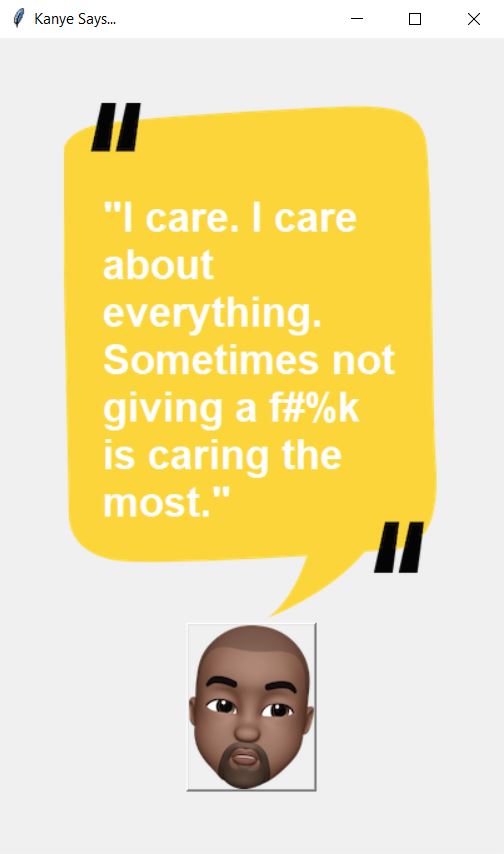 Kanye Says...
"I care. I care
about
everything.
Sometimes not
giving a f#%k
is caring the
most."